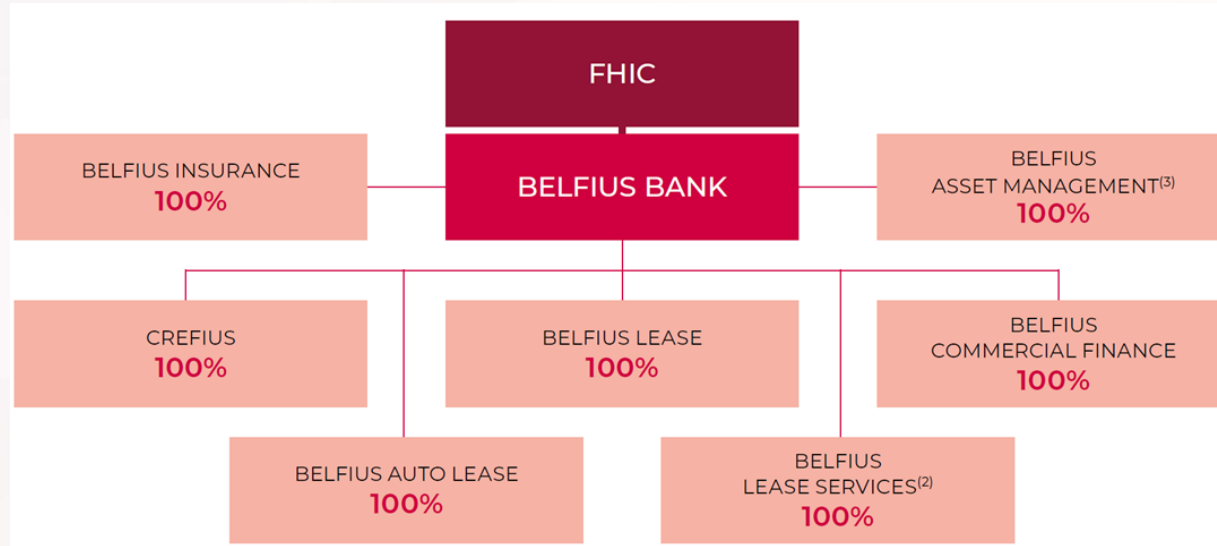 FHIC
BELFIUS INSURANCE
100%
BELFIUS BANK
BELFIUS
ASSET MANAGEMENT(3)
100%
CREFIUS
100%
BELFIUS LEASE
100%
BELFIUS
COMMERCIAL FINANCE
100%
BELFIUS AUTO LEASE
100%
BELFIUS
LEASE SERVICES(2)
100%